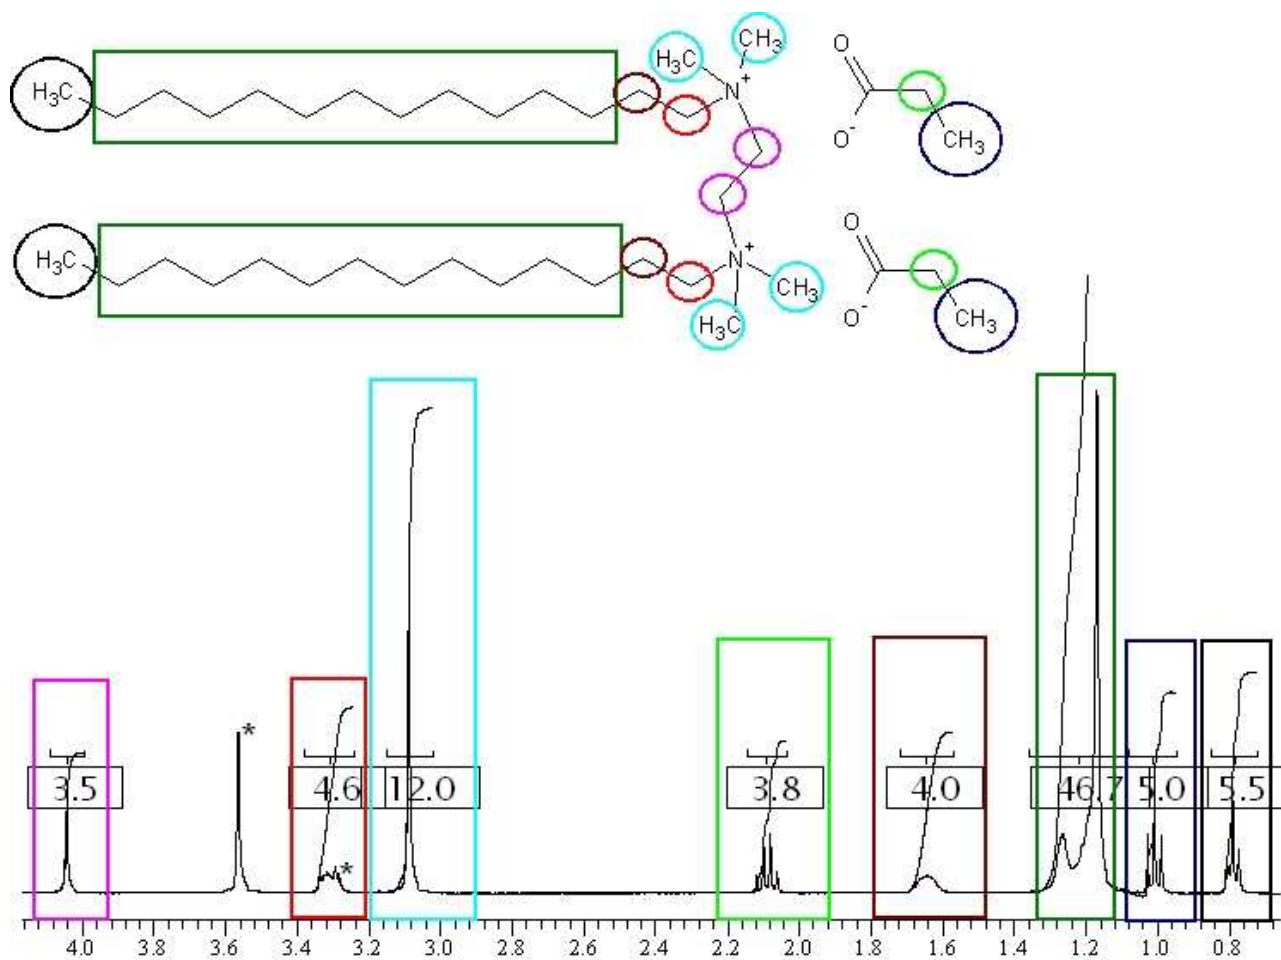 H₃C CH₃ O
H₃C N⁺
O⁻ CH₃
O
H₃C N⁺
CH₃ O⁻ CH₃
H₃C
*
3.5 4.6 12.0 3.8 4.0 46.7 5.0 5.5
*
4.0 3.8 3.6 3.4 3.2 3.0 2.8 2.6 2.4 2.2 2.0 1.8 1.6 1.4 1.2 1.0 0.8